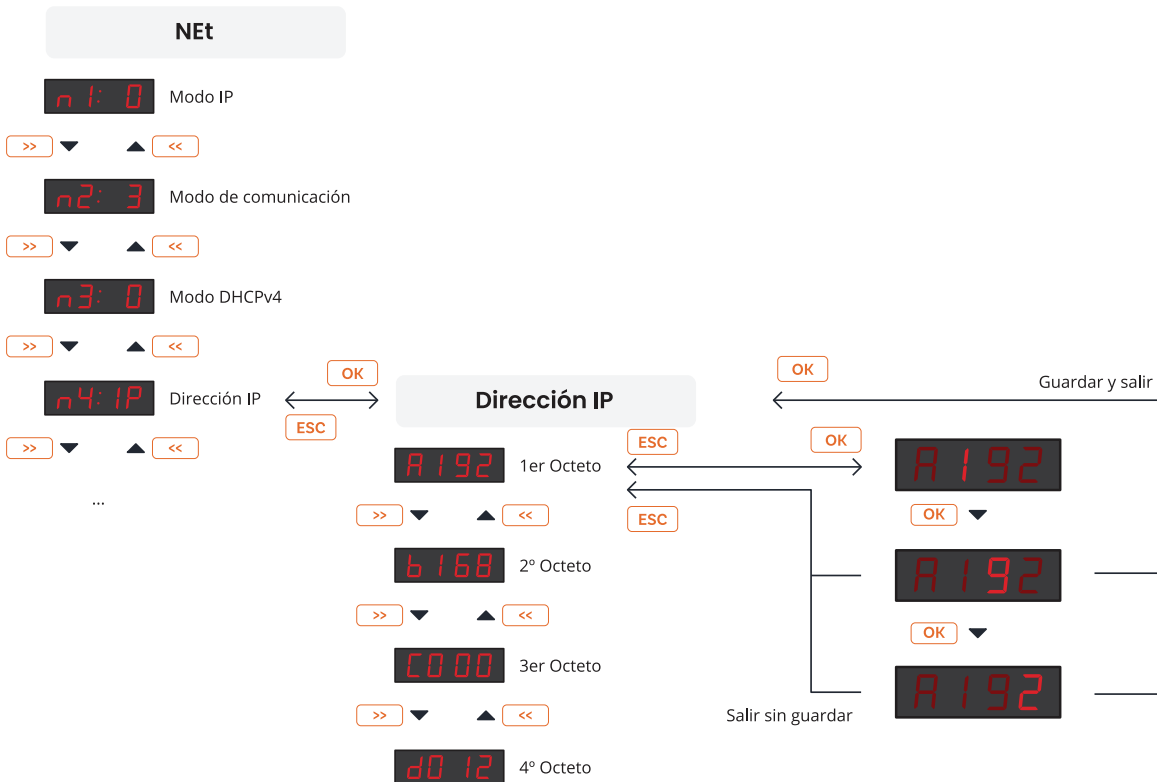 NEt
n1: 0 Modo IP
>> <<
n2: 3 Modo de comunicación
>> <<
n3: 0 Modo DHCPv4
>> <<
n4:IP Dirección IP
>> <<
...
OK
ESC
Dirección IP
OK
Guardar y salir
A192 1er Octeto
>> <<
b168 2º Octeto
>> <<
C000 3er Octeto
>> <<
d012 4º Octeto
ESC
OK
ESC
A192
OK
A192
OK
A192
Salir sin guardar